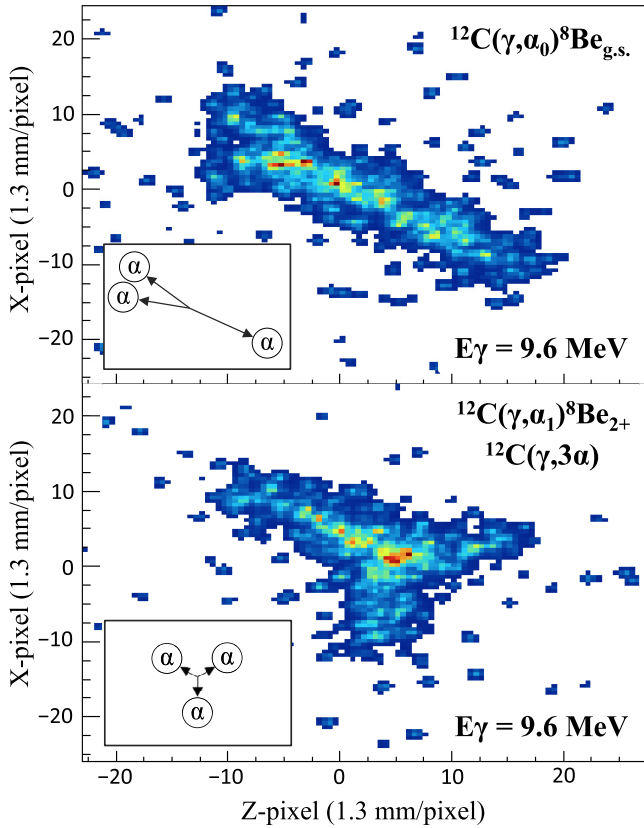 ¹²C(γ,α₀)⁸Be_g.s.
20
10
0
−10
−20
X-pixel (1.3 mm/pixel)
α
α
α
Eγ = 9.6 MeV
¹²C(γ,α₁)⁸Be₂₊
¹²C(γ,3α)
20
10
0
−10
−20
X-pixel (1.3 mm/pixel)
α
α
α
Eγ = 9.6 MeV
−20
−10
0
10
20
Z-pixel (1.3 mm/pixel)